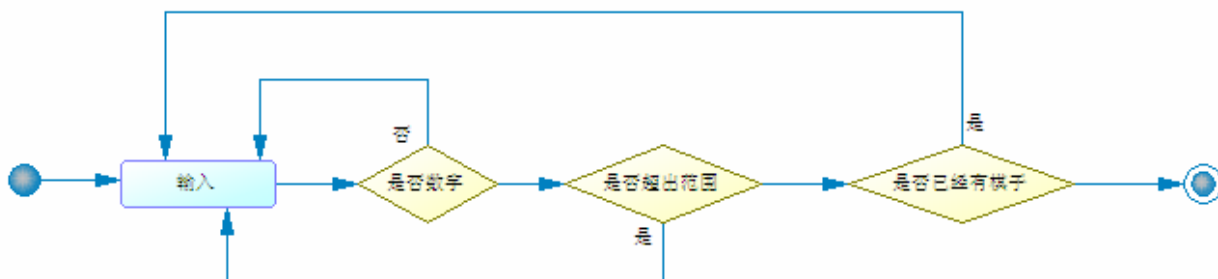 是
否
输入
是否数字
是否超出范围
是否已经有棋子
是